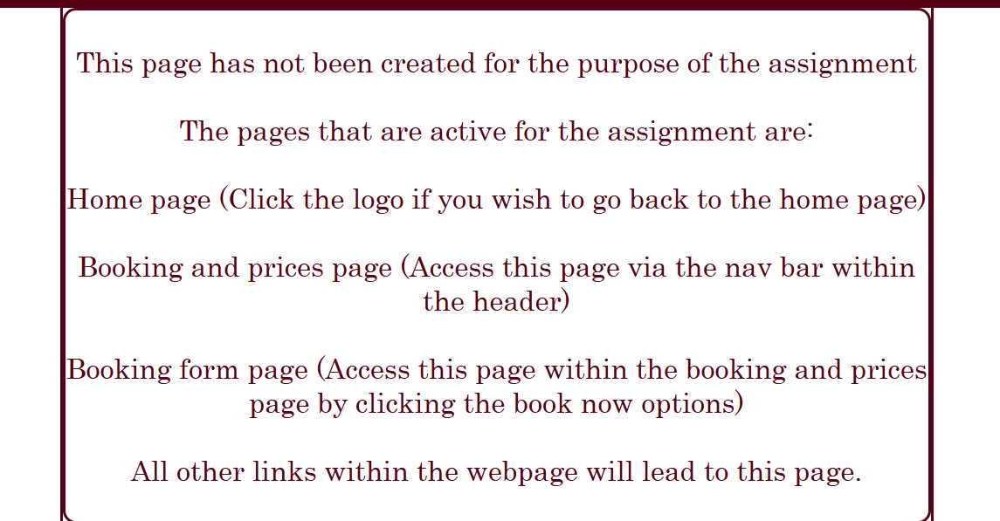 This page has not been created for the purpose of the assignment
The pages that are active for the assignment are:
Home page (Click the logo if you wish to go back to the home page)
Booking and prices page (Access this page via the nav bar within
the header)
Booking form page (Access this page within the booking and prices
page by clicking the book now options)
All other links within the webpage will lead to this page.